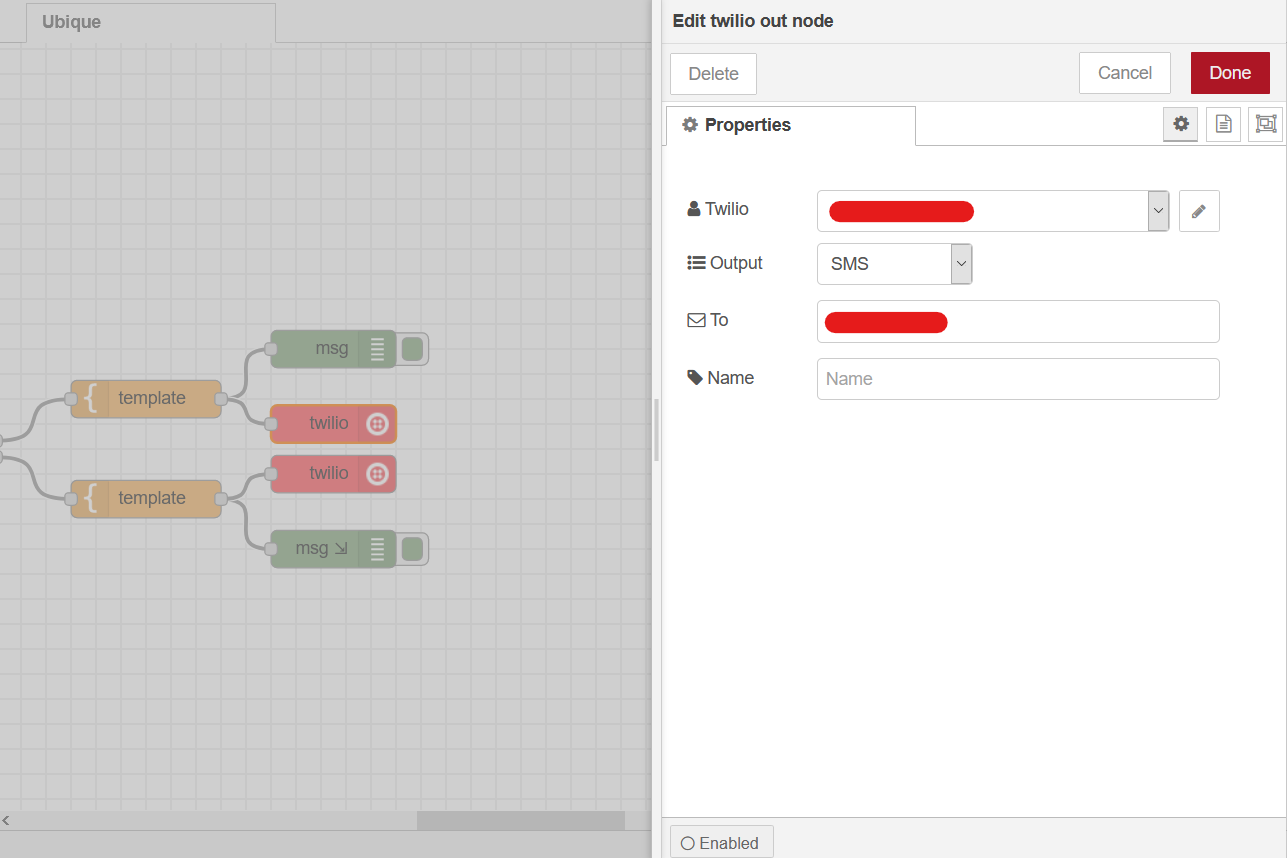 Ubique
msg
template
twilio
twilio
template
msg
Edit twilio out node
Delete
Cancel
Done
Properties
Twilio
Output
SMS
To
Name
Name
Enabled